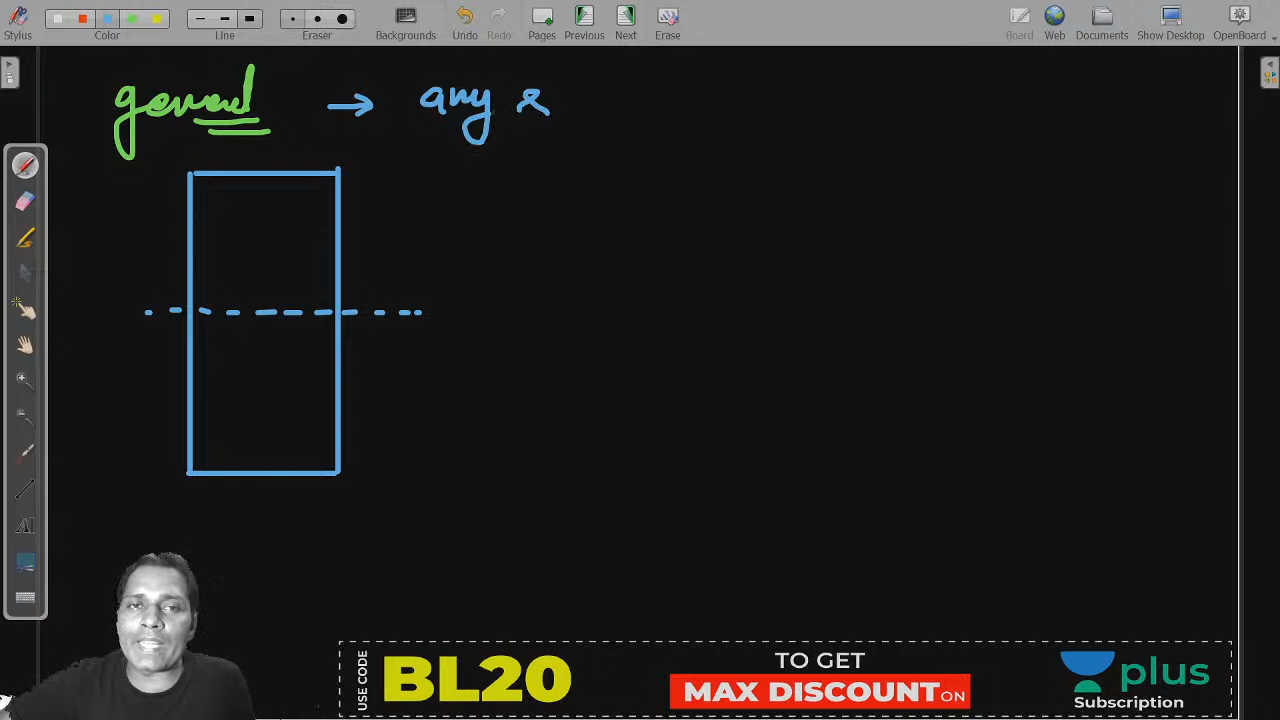 Stylus
Color
Line
Eraser
Backgrounds
Undo
Redo
Pages
Previous
Next
Erase
Board
Web
Documents
Show Desktop
OpenBoard
general → any
USE CODE
BL20
TO GET
MAX DISCOUNT ON
plus
Subscription